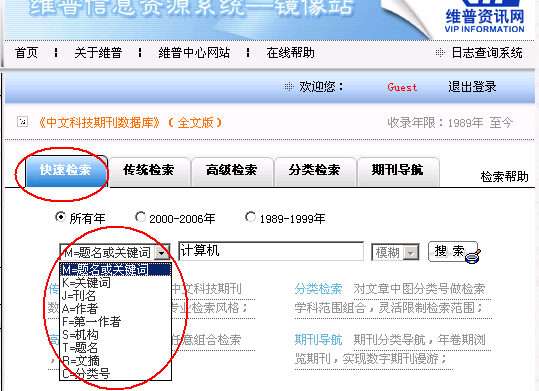 维普信息资源系统—镜像站
维普资讯网
VIP INFORMATION
首页 关于维普 维普中心网站 在线帮助 日志查询系统
欢迎您： Guest 退出登录
《中文科技期刊数据库》（全文版） 收录年限：1989年 至今
快速检索 传统检索 高级检索 分类检索 期刊导航 检索帮助
所有年 2000-2006年 1989-1999年
M=题名或关键词 计算机 模糊 搜索
M=题名或关键词
K=关键词
J=刊名
A=作者
F=第一作者
S=机构
T=题名
R=文摘
C=分类号
传 中文科技期刊
数 专业检索风格；
高 任意组合检索
；
分类检索 对文章中图分类号做检索
学科范围组合，灵活限制检索范围；
期刊导航 期刊分类导航，年卷期浏
览期刊，实现数字期刊漫游；